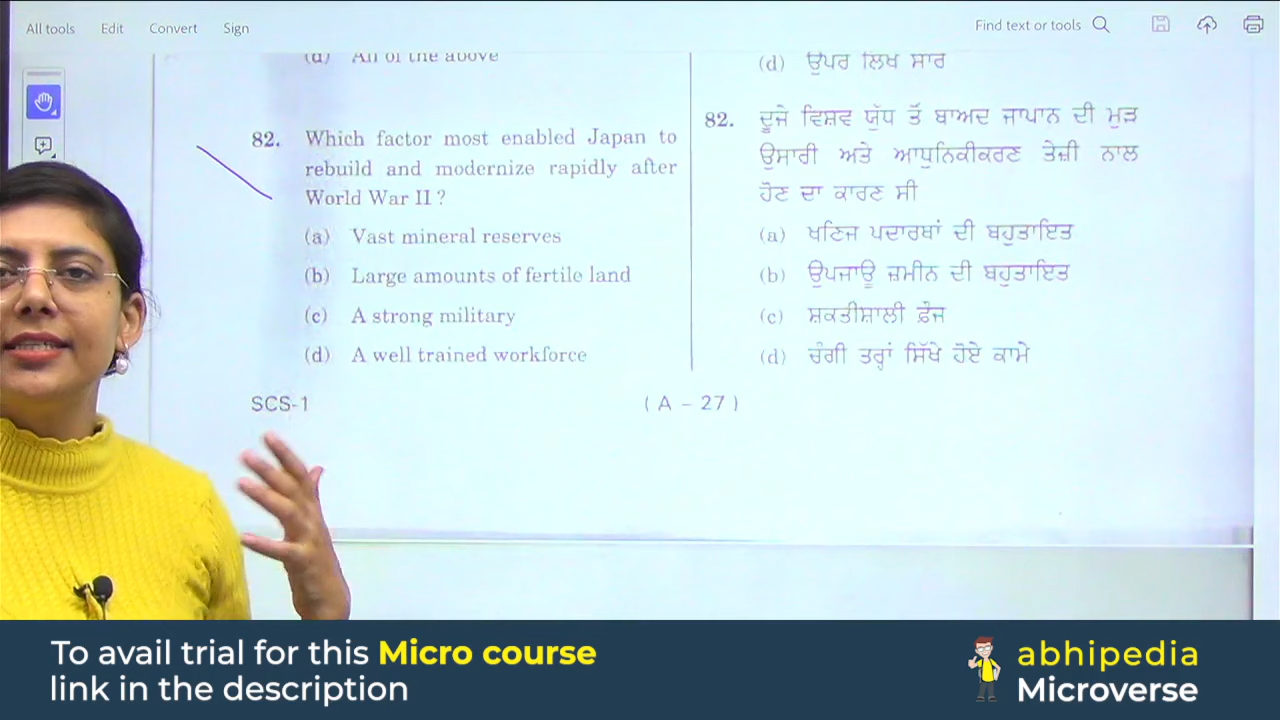 All tools Edit Convert Sign Find text or tools
(d) All of the above
(d) ਉਪਰ ਲਿਖੇ ਸਾਰੇ
82. Which factor most enabled Japan to
rebuild and modernize rapidly after
World War II ?
(a) Vast mineral reserves
(b) Large amounts of fertile land
(c) A strong military
(d) A well trained workforce
82. ਦੂਜੇ ਵਿਸ਼ਵ ਯੁੱਧ ਤੋਂ ਬਾਅਦ ਜਾਪਾਨ ਦੀ ਮੁੜ
ਉਸਾਰੀ ਅਤੇ ਆਧੁਨਿਕੀਕਰਣ ਤੇਜ਼ੀ ਨਾਲ
ਹੋਣ ਦਾ ਕਾਰਣ ਸੀ
(a) ਖਣਿਜ ਪਦਾਰਥਾਂ ਦੀ ਬਹੁਤਾਇਤ
(b) ਉਪਜਾਊ ਜ਼ਮੀਨ ਦੀ ਬਹੁਤਾਇਤ
(c) ਸ਼ਕਤੀਸ਼ਾਲੀ ਫ਼ੌਜ
(d) ਚੰਗੀ ਤਰ੍ਹਾਂ ਸਿੱਖੇ ਹੋਏ ਕਾਮੇ
SCS-1 ( A – 27 )
To avail trial for this Micro course
link in the description
abhipedia
Microverse